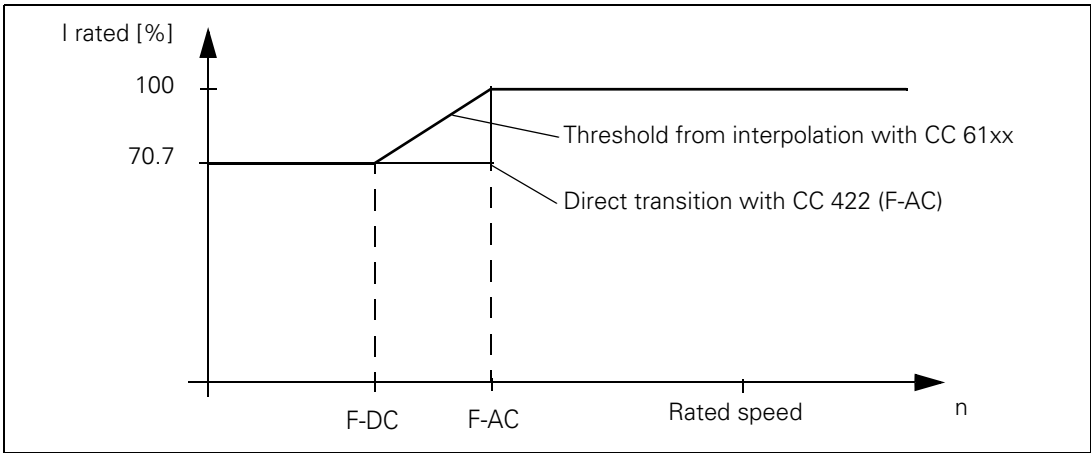 I rated [%]
100
Threshold from interpolation with CC 61xx
70.7
Direct transition with CC 422 (F-AC)
F-DC
F-AC
Rated speed
n